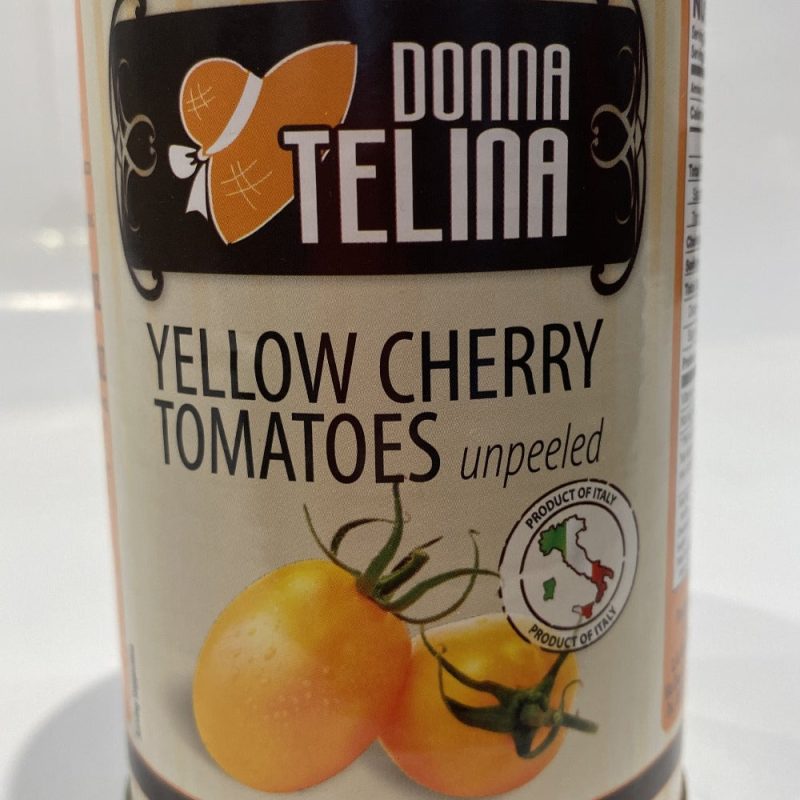 DONNA
TELINA
YELLOW CHERRY
TOMATOES unpeeled
PRODUCT OF ITALY
PRODUCT OF ITALY